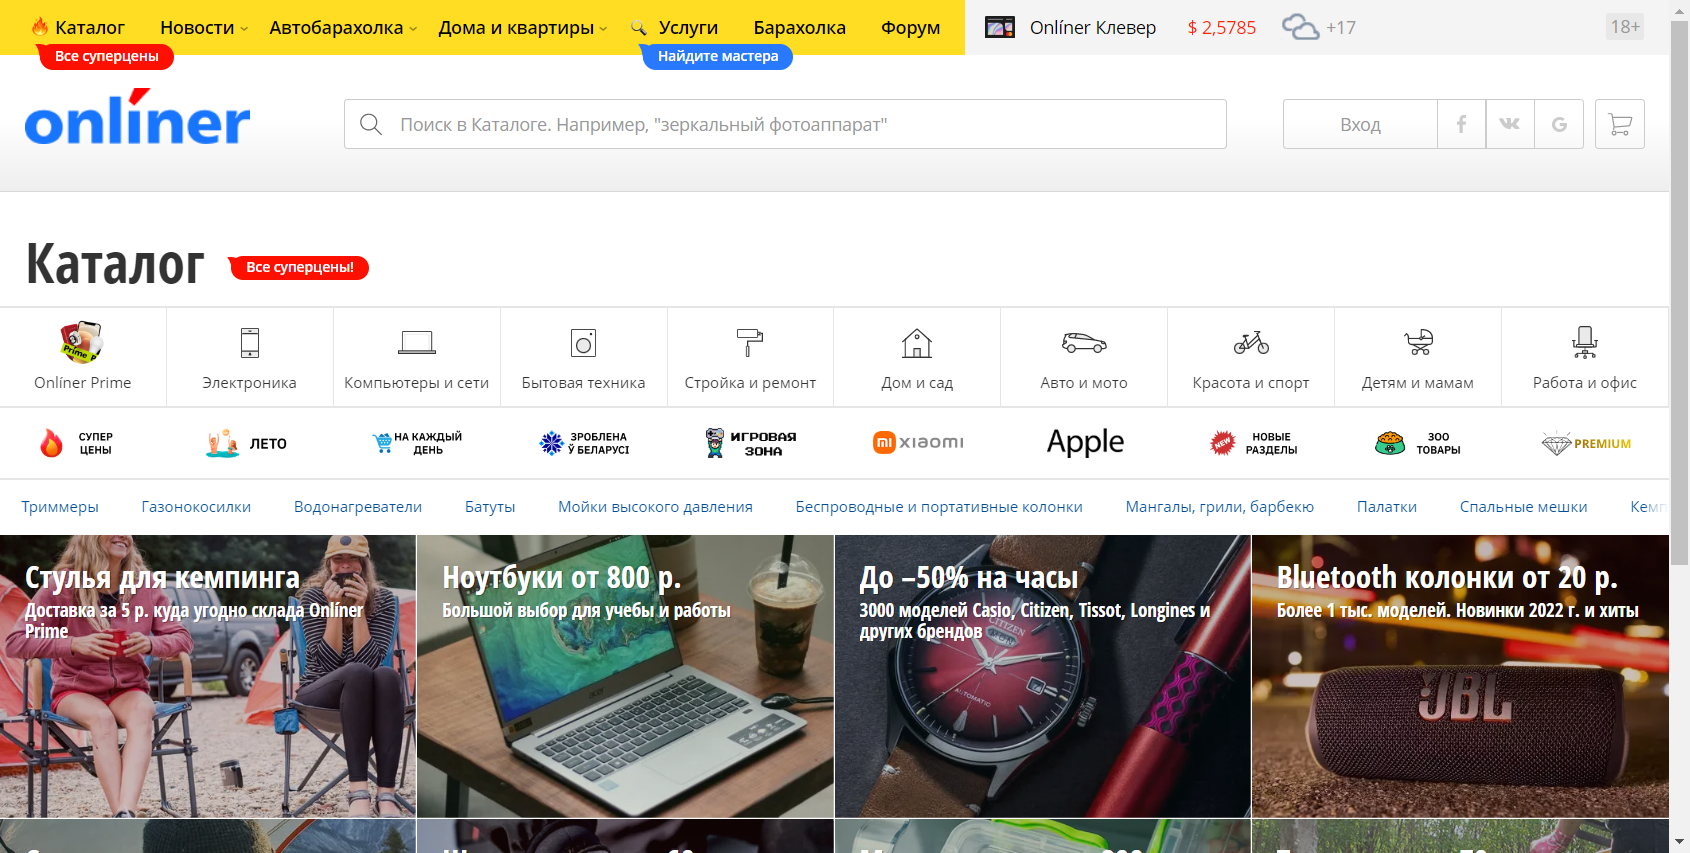 Каталог Новости Автобарахолка Дома и квартиры Услуги Барахолка Форум Onlíner Клевер $ 2,5785 +17 18+
Все суперцены Найдите мастера
onlíner
Поиск в Каталоге. Например, "зеркальный фотоаппарат"
Вход
Каталог Все суперцены!
Onlíner Prime Электроника Компьютеры и сети Бытовая техника Стройка и ремонт Дом и сад Авто и мото Красота и спорт Детям и мамам Работа и офис
СУПЕР ЦЕНЫ
ЛЕТО
НА КАЖДЫЙ ДЕНЬ
ЗРОБЛЕНА Ў БЕЛАРУСІ
ИГРОВАЯ ЗОНА
mi xiaomi
Apple
NEW НОВЫЕ РАЗДЕЛЫ
ЗОО ТОВАРЫ
PREMIUM
Триммеры Газонокосилки Водонагреватели Батуты Мойки высокого давления Беспроводные и портативные колонки Мангалы, грили, барбекю Палатки Спальные мешки
Стулья для кемпинга
Доставка за 5 р. куда угодно склада Onlíner
Prime
Ноутбуки от 800 р.
Большой выбор для учебы и работы
До –50% на часы
3000 моделей Casio, Citizen, Tissot, Longines и
других брендов
CITIZEN
AUTOMATIC
Bluetooth колонки от 20 р.
Более 1 тыс. моделей. Новинки 2022 г. и хиты
JBL